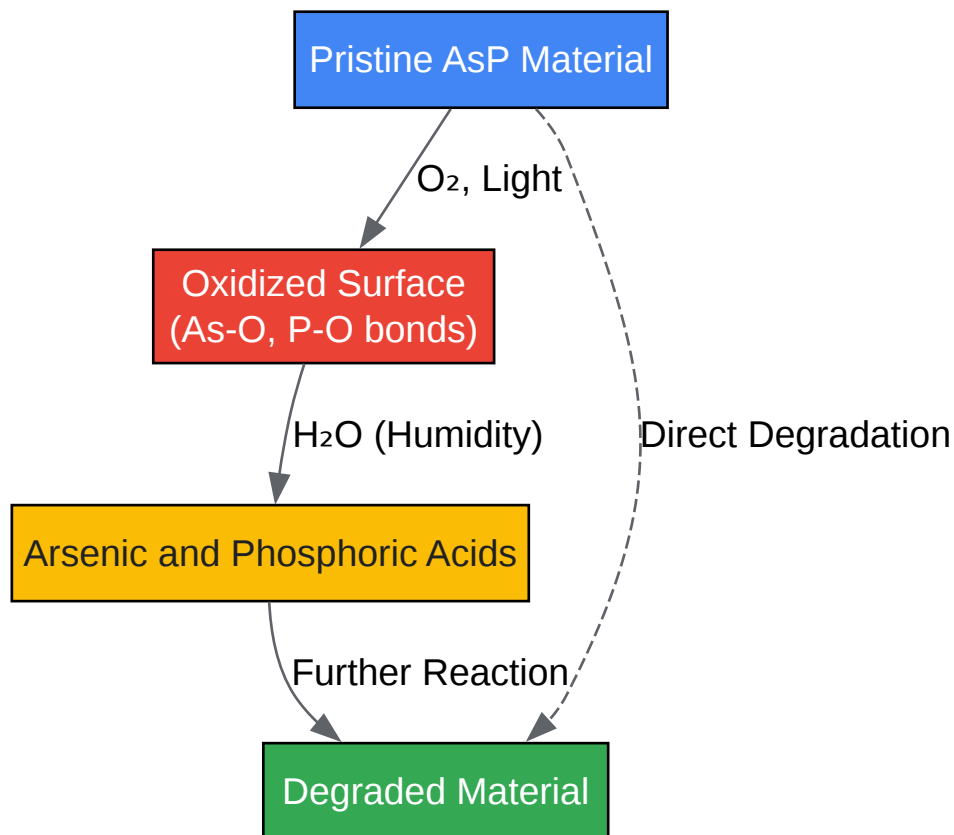 Pristine AsP Material
O₂, Light
Oxidized Surface
(As-O, P-O bonds)
H₂O (Humidity)
Direct Degradation
Arsenic and Phosphoric Acids
Further Reaction
Degraded Material